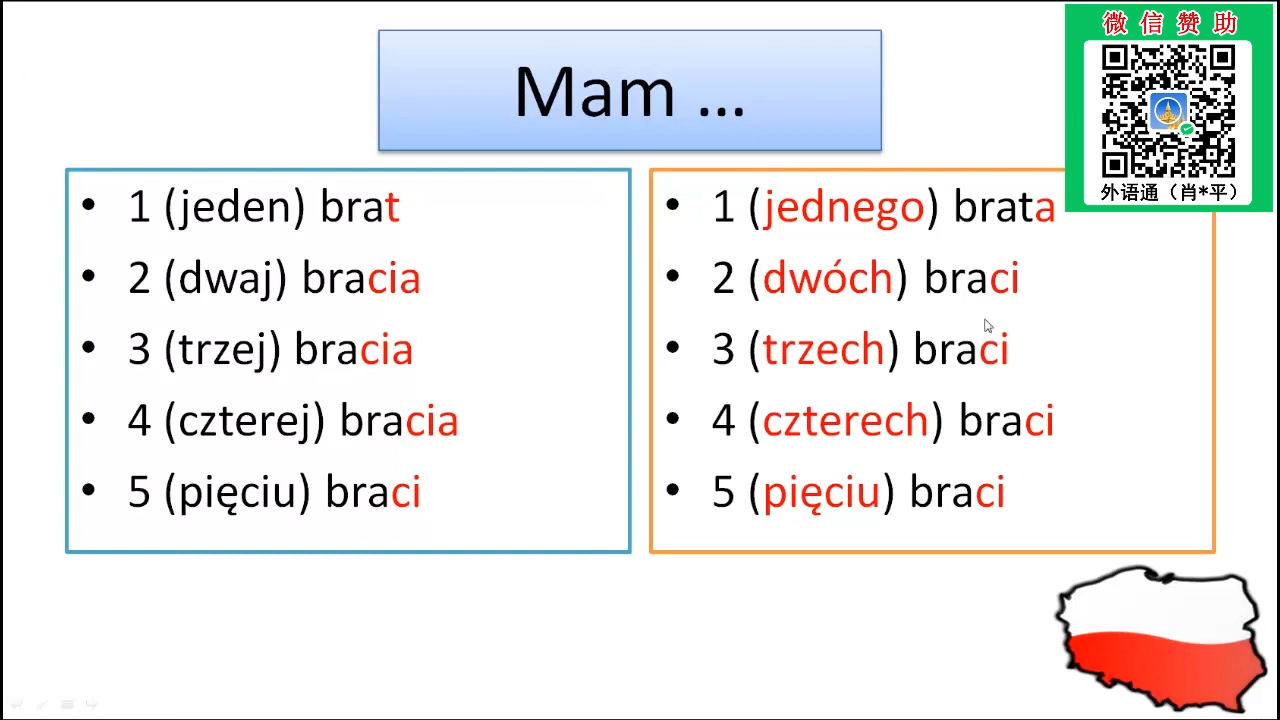 Mam ...
微信赞助
外语通（肖*平）
• 1 (jeden) brat
• 2 (dwaj) bracia
• 3 (trzej) bracia
• 4 (czterej) bracia
• 5 (pięciu) braci
• 1 (jednego) brata
• 2 (dwóch) braci
• 3 (trzech) braci
• 4 (czterech) braci
• 5 (pięciu) braci